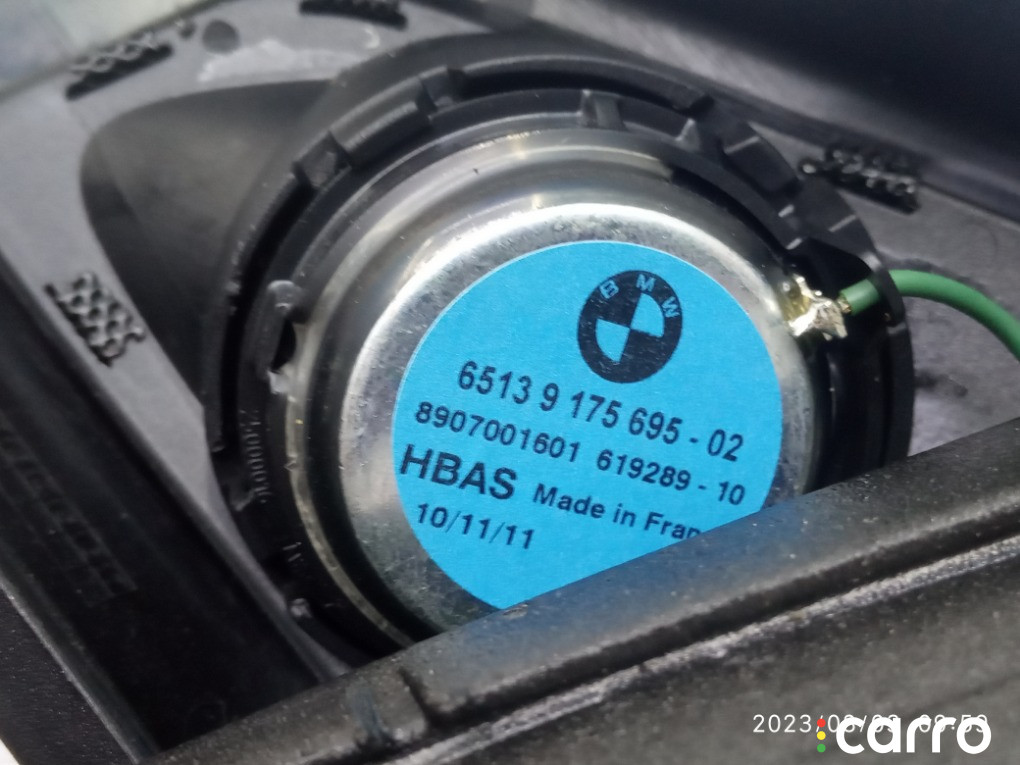 BMW
6513 9 175 695 - 02
8907001601 619289 - 10
HBAS Made in Fran
10/11/11
carro